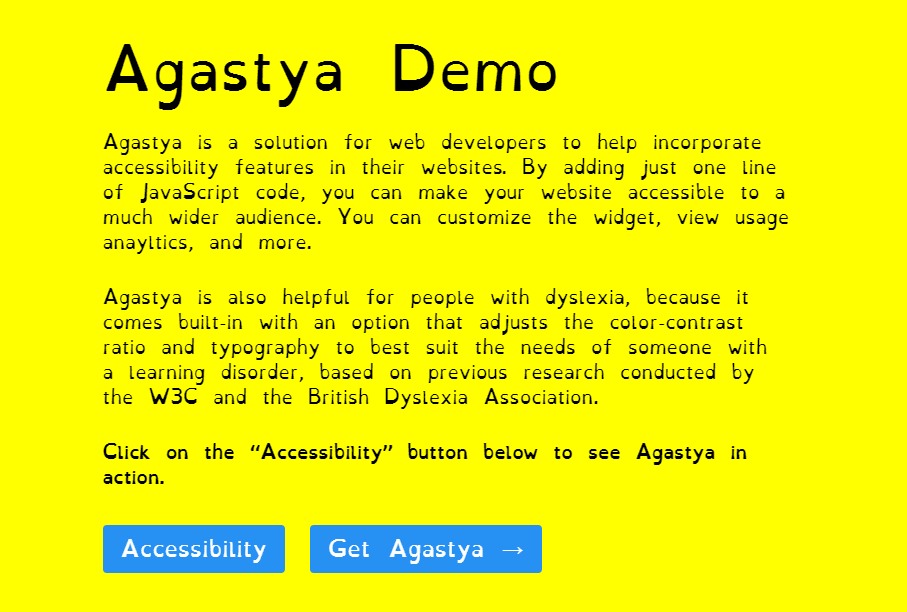 Agastya Demo
Agastya is a solution for web developers to help incorporate
accessibility features in their websites. By adding just one line
of JavaScript code, you can make your website accessible to a
much wider audience. You can customize the widget, view usage
anayltics, and more.
Agastya is also helpful for people with dyslexia, because it
comes built-in with an option that adjusts the color-contrast
ratio and typography to best suit the needs of someone with
a learning disorder, based on previous research conducted by
the W3C and the British Dyslexia Association.
Click on the “Accessibility” button below to see Agastya in
action.
Accessibility Get Agastya →